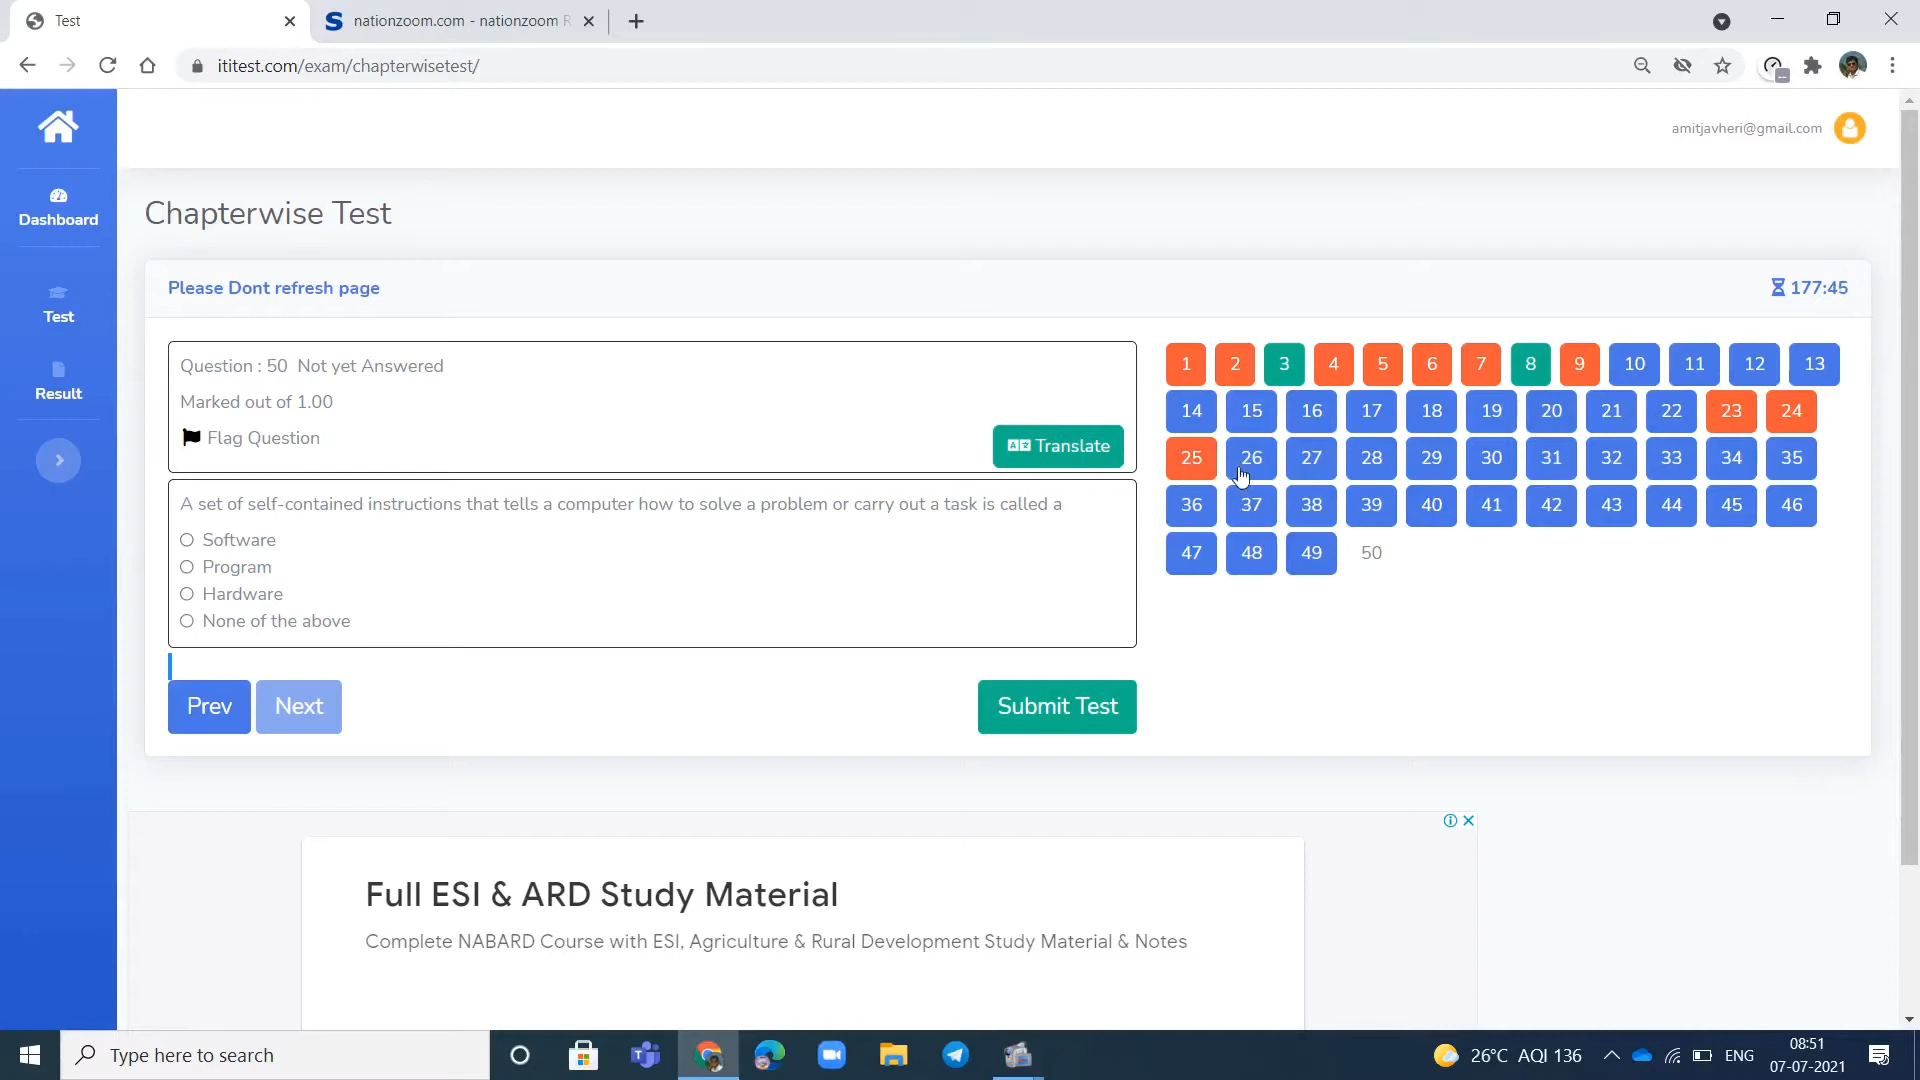 Test
nationzoom.com - nationzoom R
ititest.com/exam/chapterwisetest/
amitjavheri@gmail.com
Dashboard
Test
Result
Chapterwise Test
Please Dont refresh page
177:45
Question : 50 Not yet Answered
Marked out of 1.00
Flag Question
Translate
A set of self-contained instructions that tells a computer how to solve a problem or carry out a task is called a
Software
Program
Hardware
None of the above
Prev
Next
Submit Test
1 2 3 4 5 6 7 8 9 10 11 12 13
14 15 16 17 18 19 20 21 22 23 24
25 26 27 28 29 30 31 32 33 34 35
36 37 38 39 40 41 42 43 44 45 46
47 48 49 50
Full ESI & ARD Study Material
Complete NABARD Course with ESI, Agriculture & Rural Development Study Material & Notes
Type here to search
26°C AQI 136
ENG
08:51
07-07-2021